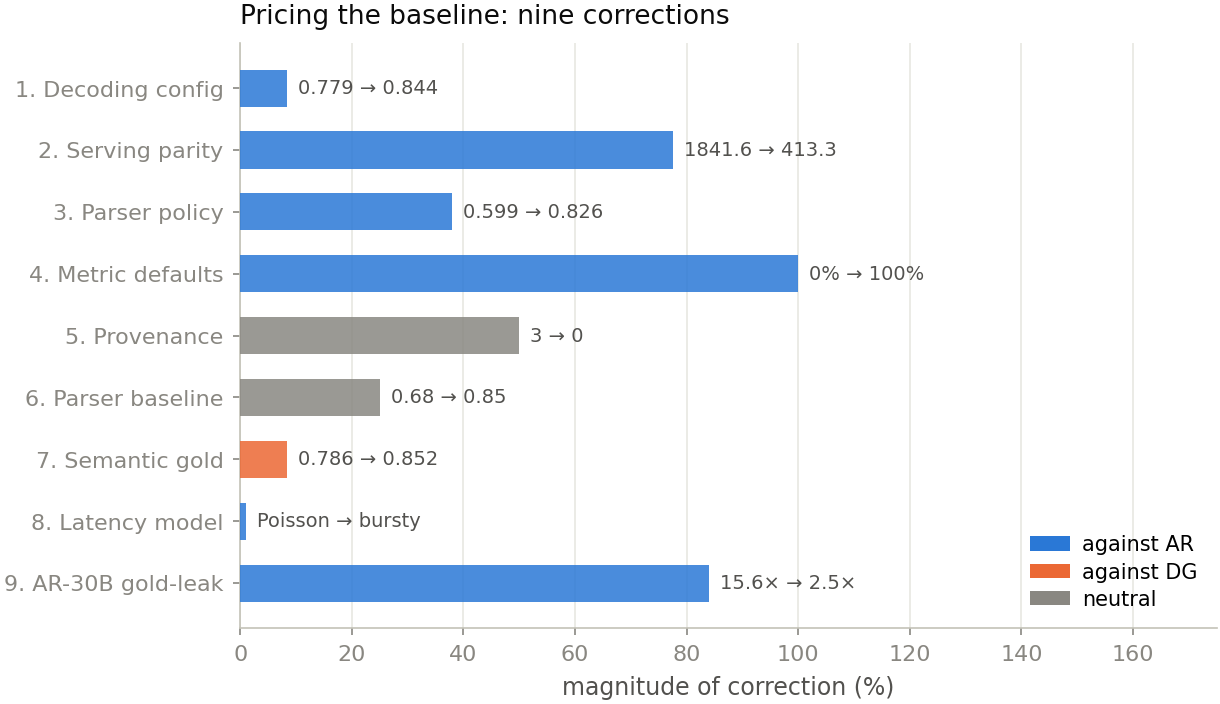 Pricing the baseline: nine corrections
1. Decoding config 0.779 → 0.844
2. Serving parity 1841.6 → 413.3
3. Parser policy 0.599 → 0.826
4. Metric defaults 0% → 100%
5. Provenance 3 → 0
6. Parser baseline 0.68 → 0.85
7. Semantic gold 0.786 → 0.852
8. Latency model Poisson → bursty
9. AR-30B gold-leak 15.6× → 2.5×
against AR
against DG
neutral
0 20 40 60 80 100 120 140 160
magnitude of correction (%)